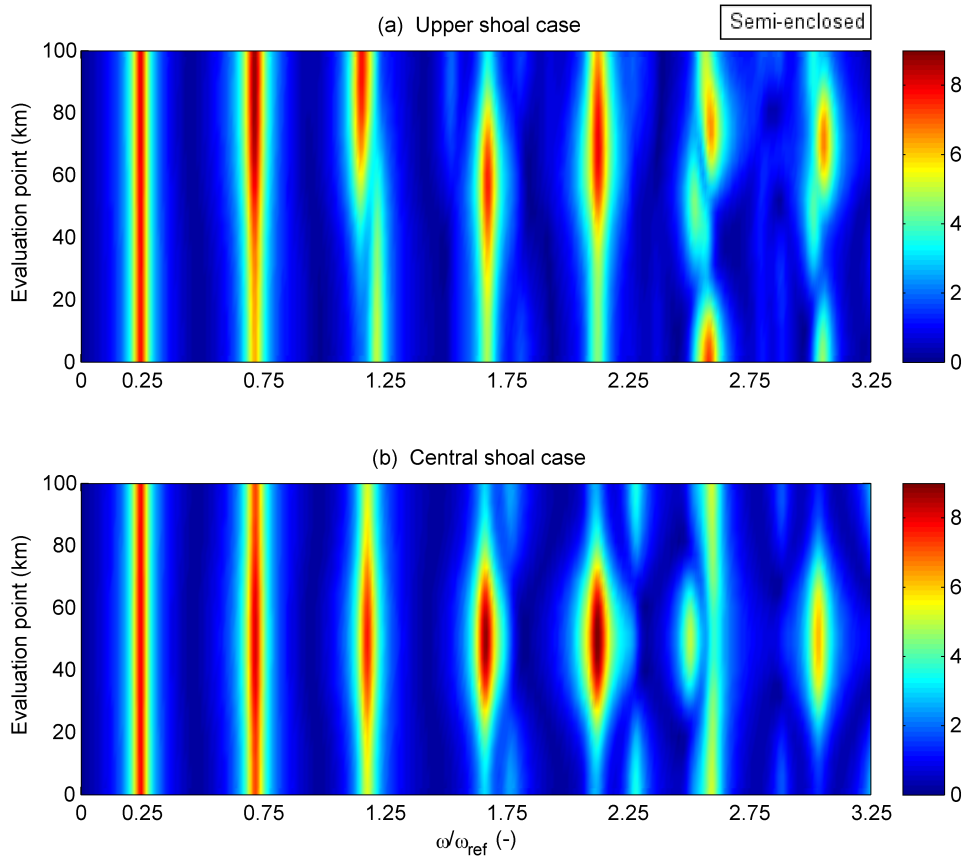 (a) Upper shoal case
Semi-enclosed
Evaluation point (km)
100
80
60
40
20
0
0 0.25 0.75 1.25 1.75 2.25 2.75 3.25
8
6
4
2
0
(b) Central shoal case
Evaluation point (km)
100
80
60
40
20
0
0 0.25 0.75 1.25 1.75 2.25 2.75 3.25
ω/ωref (-)
8
6
4
2
0